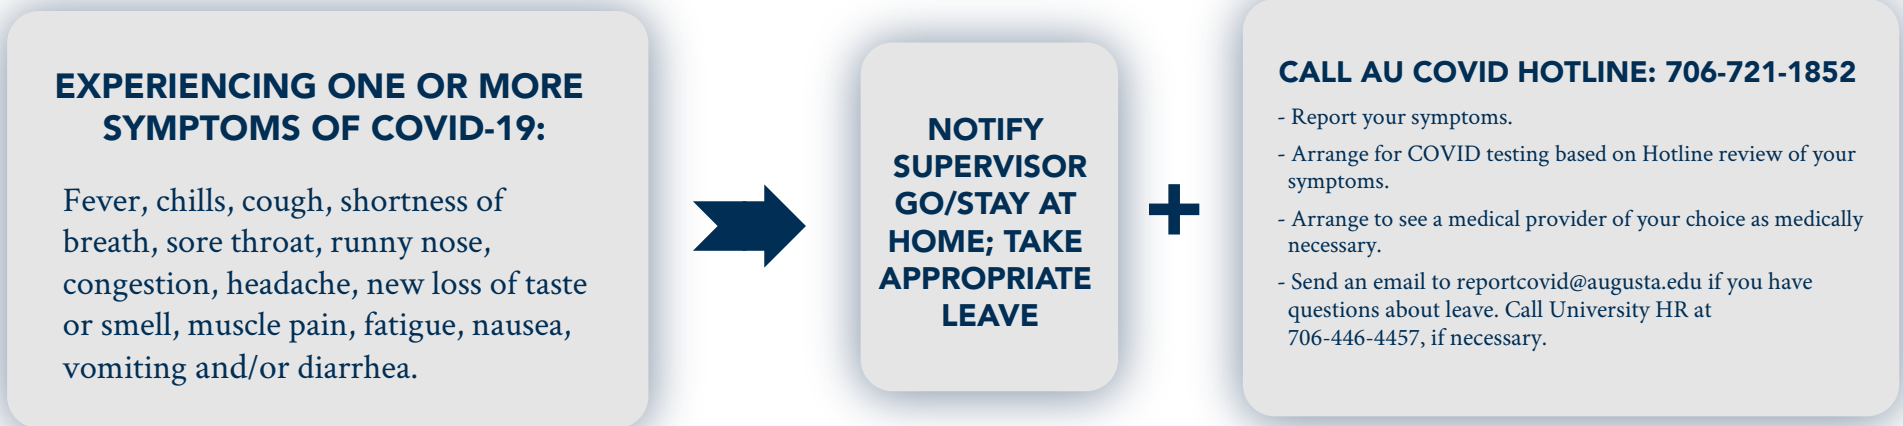 EXPERIENCING ONE OR MORE
SYMPTOMS OF COVID-19:
Fever, chills, cough, shortness of
breath, sore throat, runny nose,
congestion, headache, new loss of taste
or smell, muscle pain, fatigue, nausea,
vomiting and/or diarrhea.
NOTIFY
SUPERVISOR
GO/STAY AT
HOME; TAKE
APPROPRIATE
LEAVE
+
CALL AU COVID HOTLINE: 706-721-1852
- Report your symptoms.
- Arrange for COVID testing based on Hotline review of your
symptoms.
- Arrange to see a medical provider of your choice as medically
necessary.
- Send an email to reportcovid@augusta.edu if you have
questions about leave. Call University HR at
706-446-4457, if necessary.